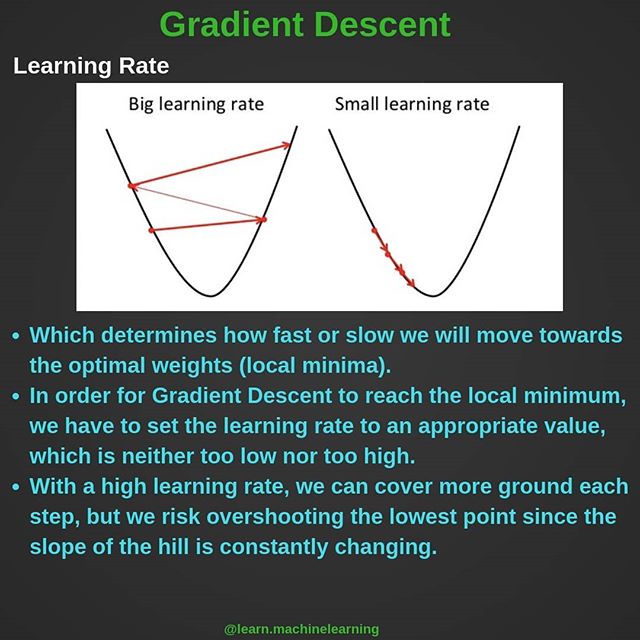 Gradient Descent
Learning Rate
Big learning rate
Small learning rate
• Which determines how fast or slow we will move towards
the optimal weights (local minima).
• In order for Gradient Descent to reach the local minimum,
we have to set the learning rate to an appropriate value,
which is neither too low nor too high.
• With a high learning rate, we can cover more ground each
step, but we risk overshooting the lowest point since the
slope of the hill is constantly changing.
@learn.machinelearning